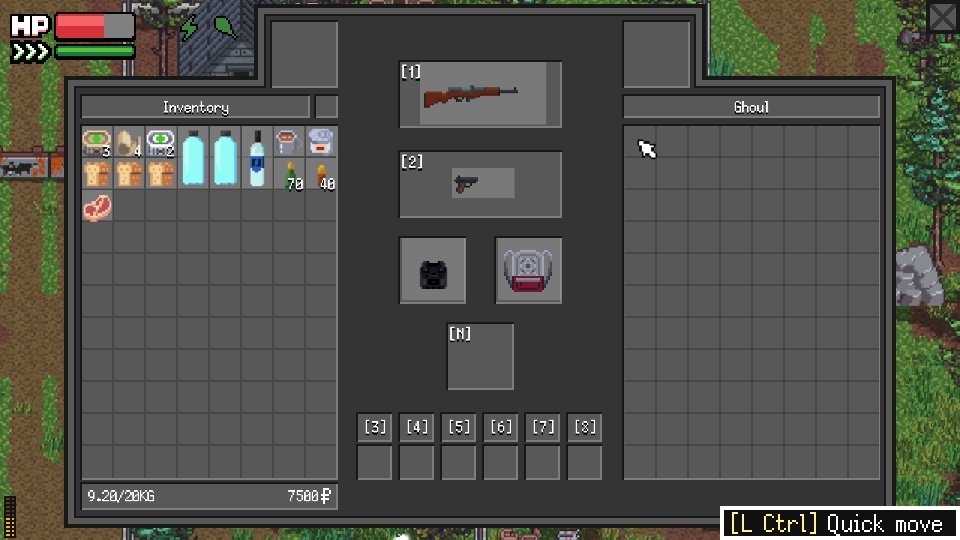 HP
[1]
Inventory
Ghoul
3
4
2
[2]
70
40
[N]
[3] [4] [5] [6] [7] [8]
9.20/20KG
7500₽
[L Ctrl] Quick move